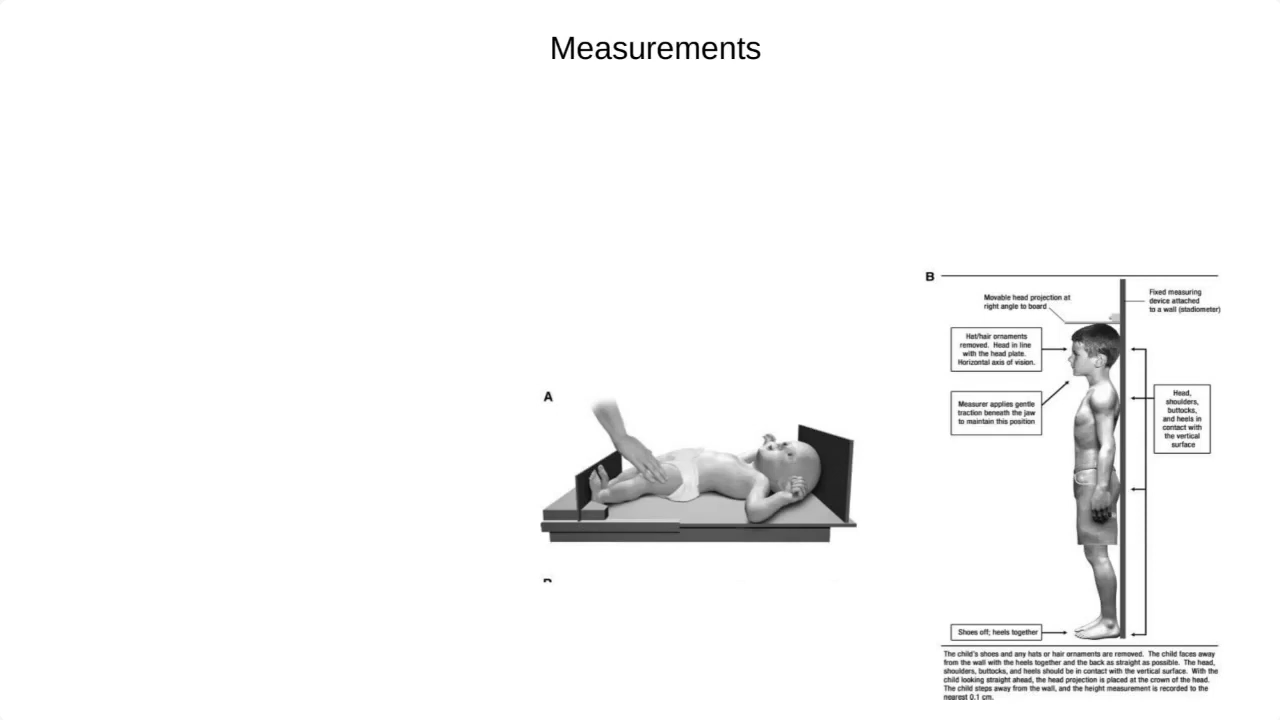 Measurements
A
B
Movable head projection at
right angle to board
Fixed measuring
device attached
to a wall (stadiometer)
Hat/hair ornaments
removed. Head in line
with the head plate.
Horizontal axis of vision.
Measurer applies gentle
traction beneath the jaw
to maintain this position
Head,
shoulders,
buttocks,
and heels in
contact with
the vertical
surface
Shoes off; heels together
The child's shoes and any hats or hair ornaments are removed. The child faces away
from the wall with the heels together and the back as straight as possible. The head,
shoulders, buttocks, and heels should be in contact with the vertical surface. With the
child looking straight ahead, the head projection is placed at the crown of the head.
The child steps away from the wall, and the height measurement is recorded to the
nearest 0.1 cm.